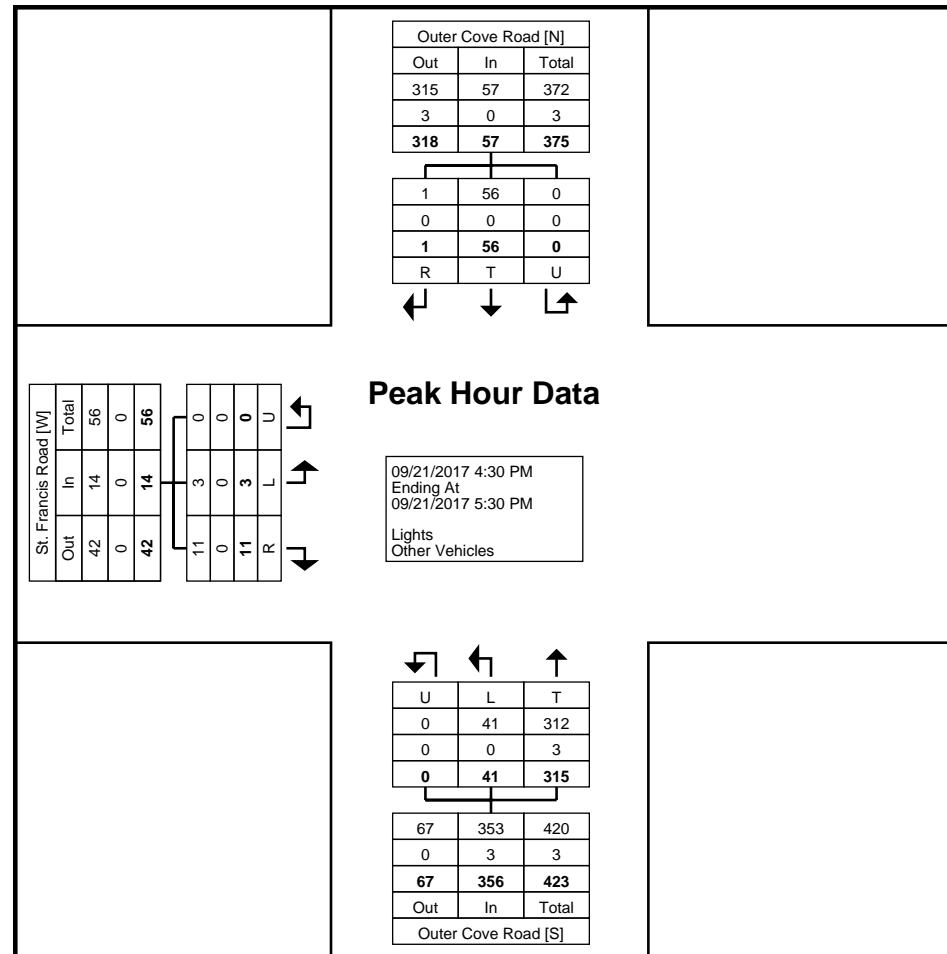 Outer Cove Road [N]
Out In Total
315 57 372
3 0 3
318 57 375
1 56 0
0 0 0
1 56 0
R T U
Peak Hour Data
St. Francis Road [W]
Out In Total
42 14 56
0 0 0
42 14 56
11 3 0
0 0 0
11 3 0
R L U
09/21/2017 4:30 PM
Ending At
09/21/2017 5:30 PM
Lights
Other Vehicles
U L T
0 41 312
0 0 3
0 41 315
67 353 420
0 3 3
67 356 423
Out In Total
Outer Cove Road [S]